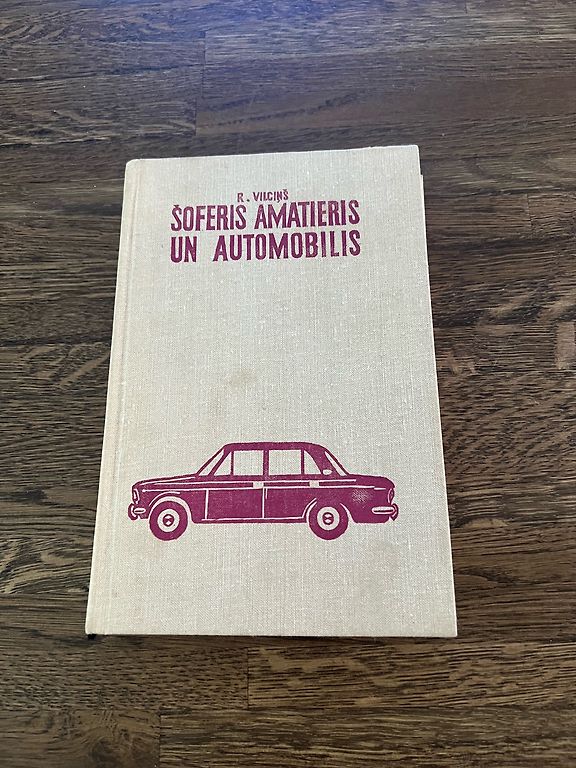 R. VILCIŅŠ
ŠOFERIS AMATIERIS
UN AUTOMOBILIS